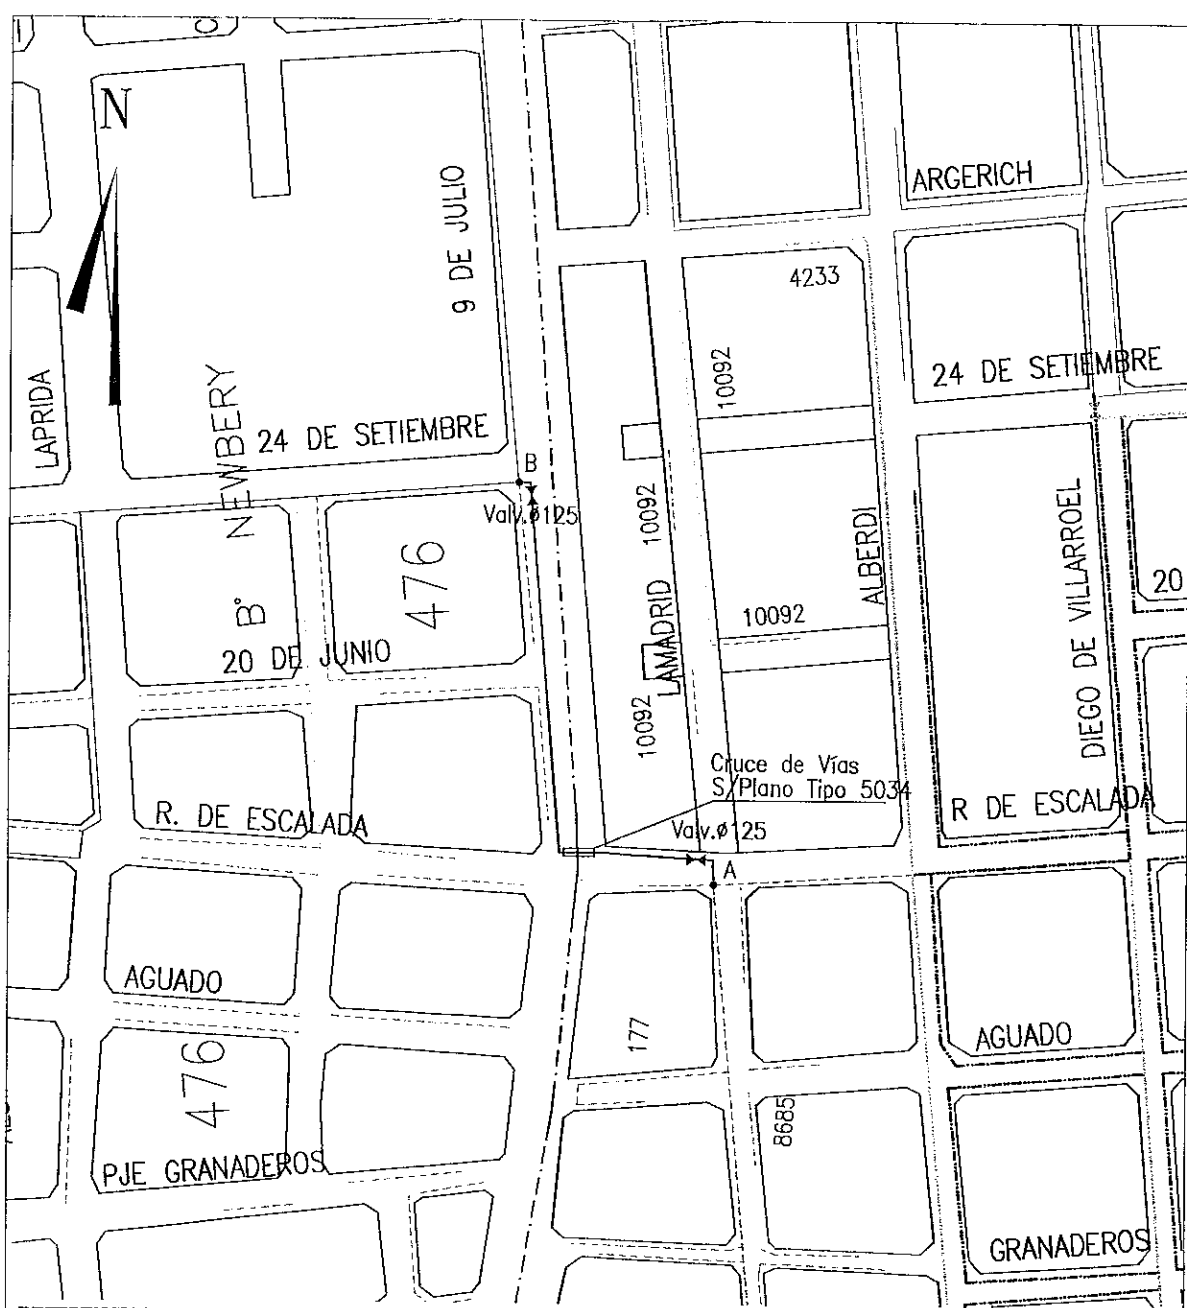 N
9 DE JULIO
ARGERICH
4233
LAPRIDA
NEWBERY
24 DE SETIEMBRE
10092
24 DE SETIEMBRE
B
Valv.ø125
476
10092
ALBERDI
DIEGO DE VILLARROEL
20
B°
20 DE JUNIO
LAMADRID
10092
10092
Cruce de Vías
S/Plano Tipo 5034
R. DE ESCALADA
Valv.ø125
R DE ESCALADA
A
AGUADO
177
AGUADO
476
8685
PJE GRANADEROS
GRANADEROS